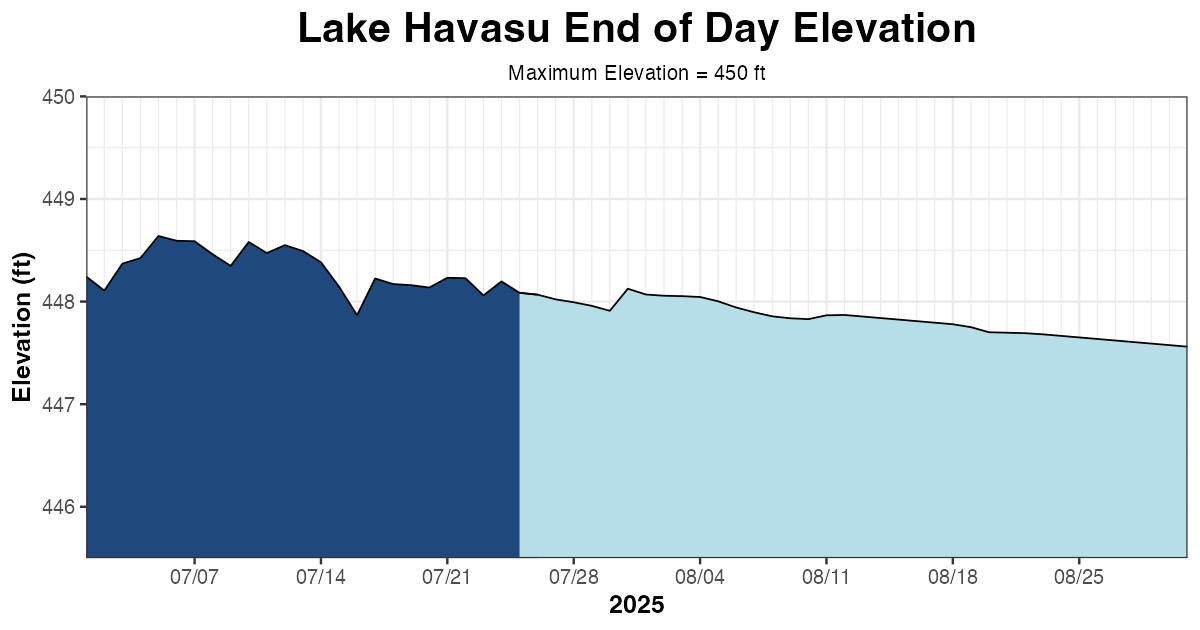 Lake Havasu End of Day Elevation
Maximum Elevation = 450 ft
Elevation (ft)
450
449
448
447
446
07/07 07/14 07/21 07/28 08/04 08/11 08/18 08/25
2025